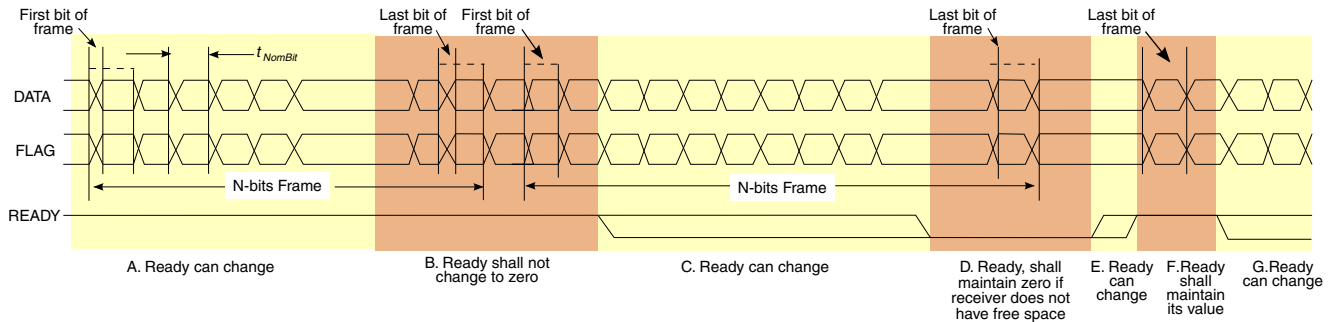 First bit of
frame
t NomBit
Last bit of
frame
First bit of
frame
Last bit of
frame
Last bit of
frame
DATA
FLAG
N-bits Frame
N-bits Frame
READY
A. Ready can change
B. Ready shall not
change to zero
C. Ready can change
D. Ready, shall
maintain zero if
receiver does not
have free space
E. Ready
can
change
F.Ready
shall
maintain
its value
G.Ready
can change